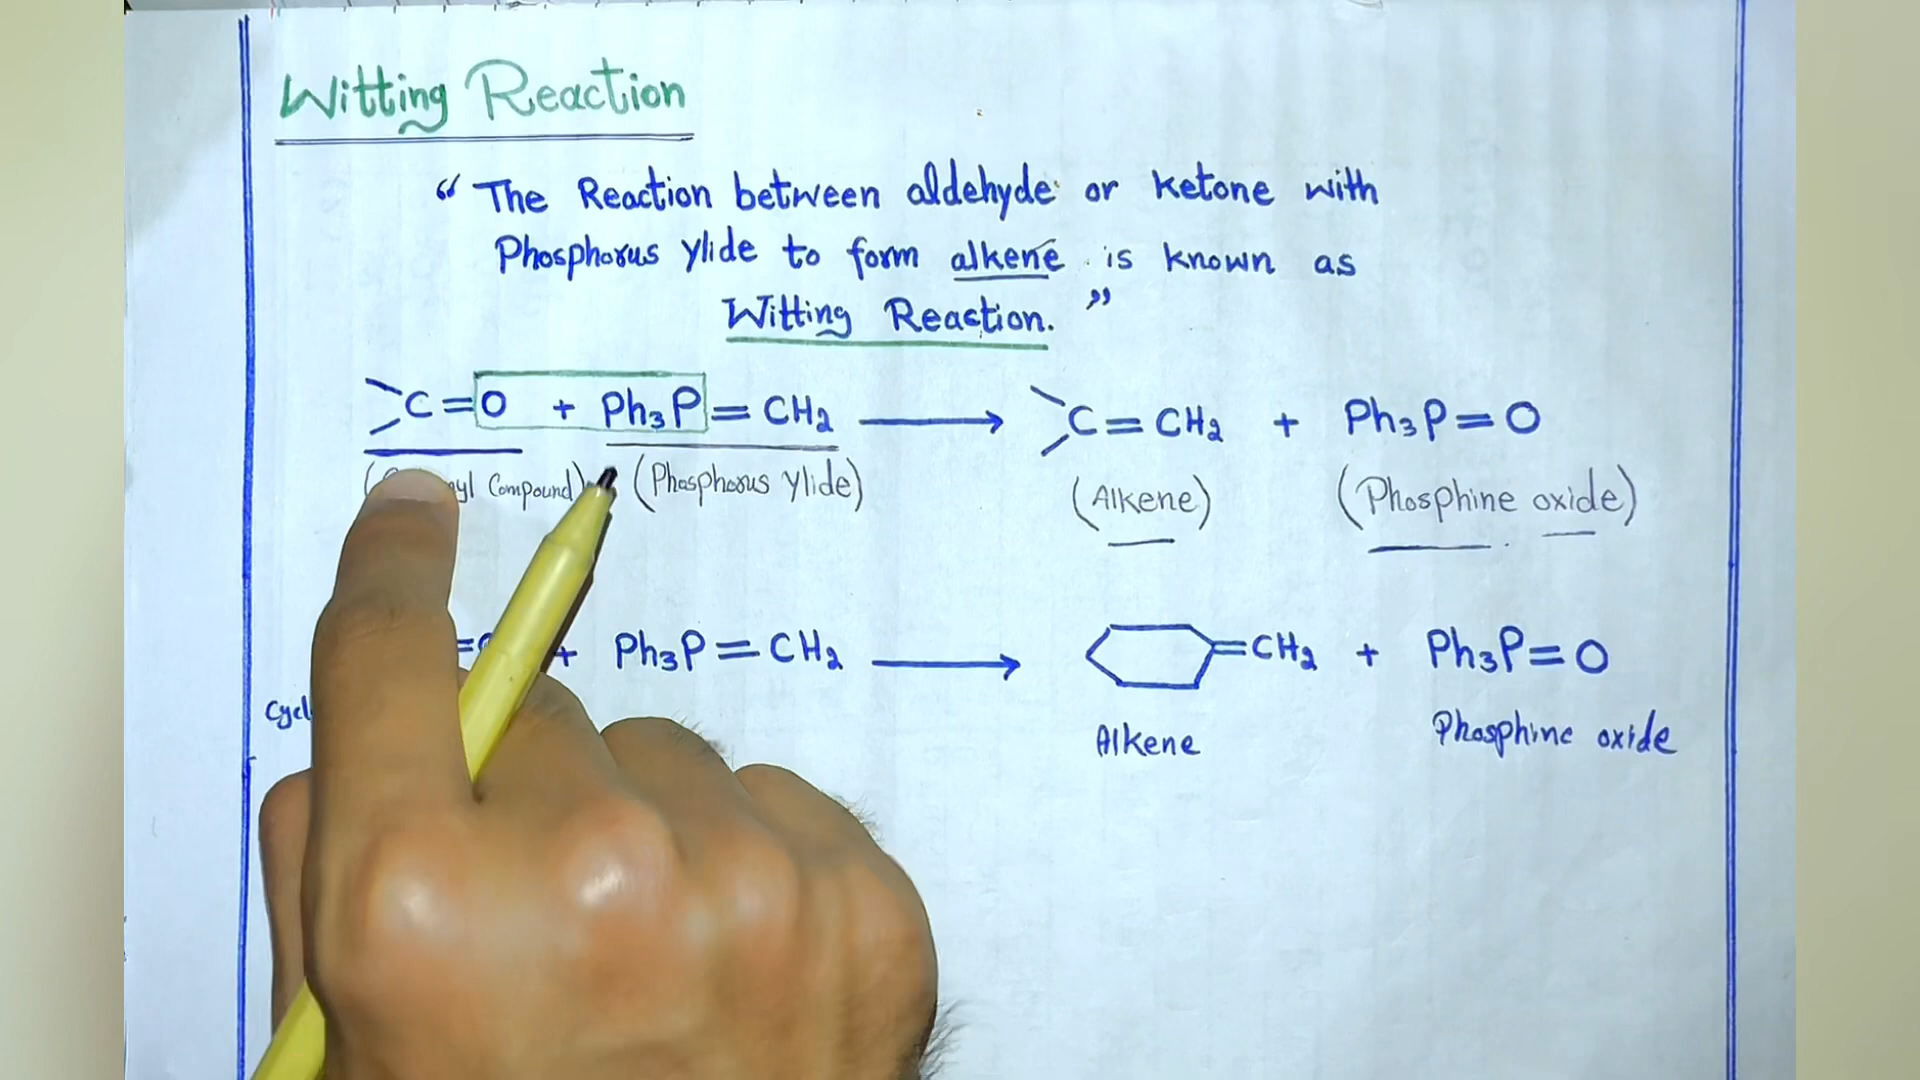 Witting Reaction
“ The Reaction between aldehyde or ketone with
Phosphorus ylide to form alkene is known as
Witting Reaction. ”
C=O + Ph₃P=CH₂ ⟶ C=CH₂ + Ph₃P=O
Compound) (Phosphorus ylide) (Alkene) (Phosphine oxide)
+ Ph₃P=CH₂ ⟶ =CH₂ + Ph₃P=O
Alkene Phosphine oxide